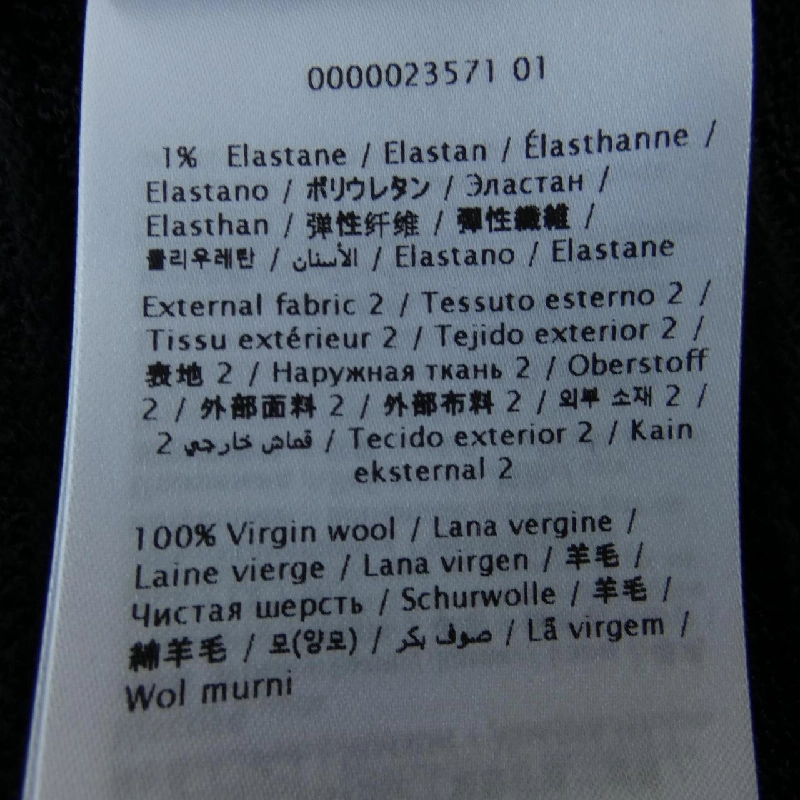 0000023571 01
1% Elastane / Elastan / Élasthanne /
Elastano / ポリウレタン / Эластан /
Elasthan / 弹性纤维 / 彈性纖維 /
폴리우레탄 / الأستان / Elastano / Elastane
External fabric 2 / Tessuto esterno 2 /
Tissu extérieur 2 / Tejido exterior 2 /
表地 2 / Наружная ткань 2 / Oberstoff
2 / 外部面料 2 / 外部布料 2 / 외부 소재 2 /
قماش خارجي 2 / Tecido exterior 2 / Kain
eksternal 2
100% Virgin wool / Lana vergine /
Laine vierge / Lana virgen / 羊毛 /
Чистая шерсть / Schurwolle / 羊毛 /
綿羊毛 / 모(양모) / صوف بكر / Lã virgem /
Wol murni